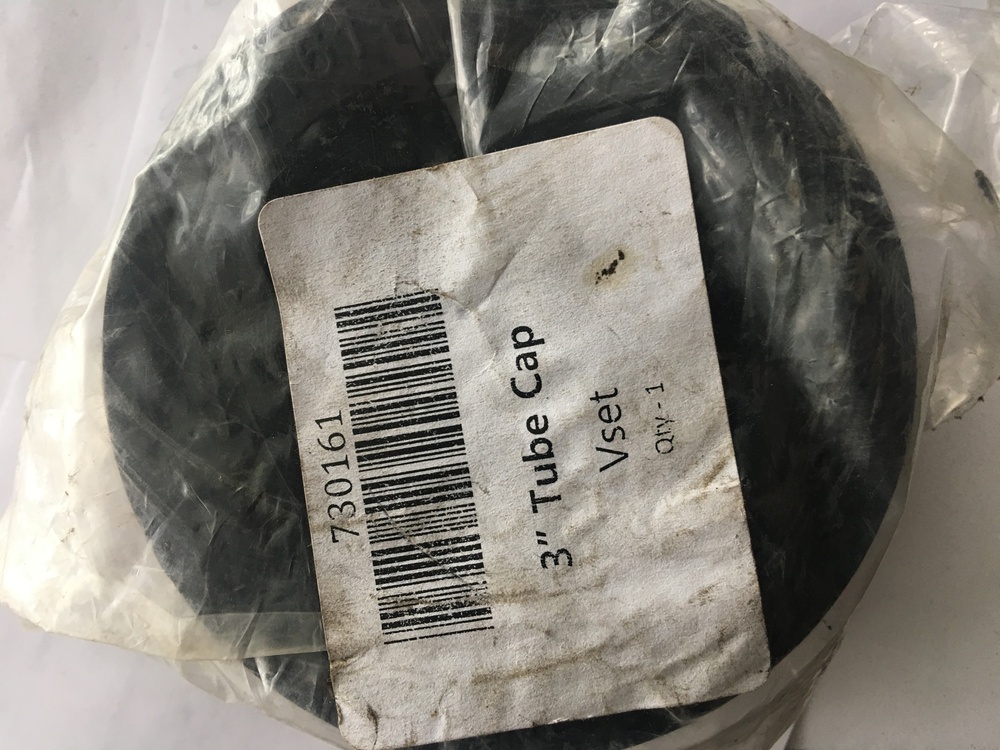 730161
3” Tube Cap
Vset
Qty - 1